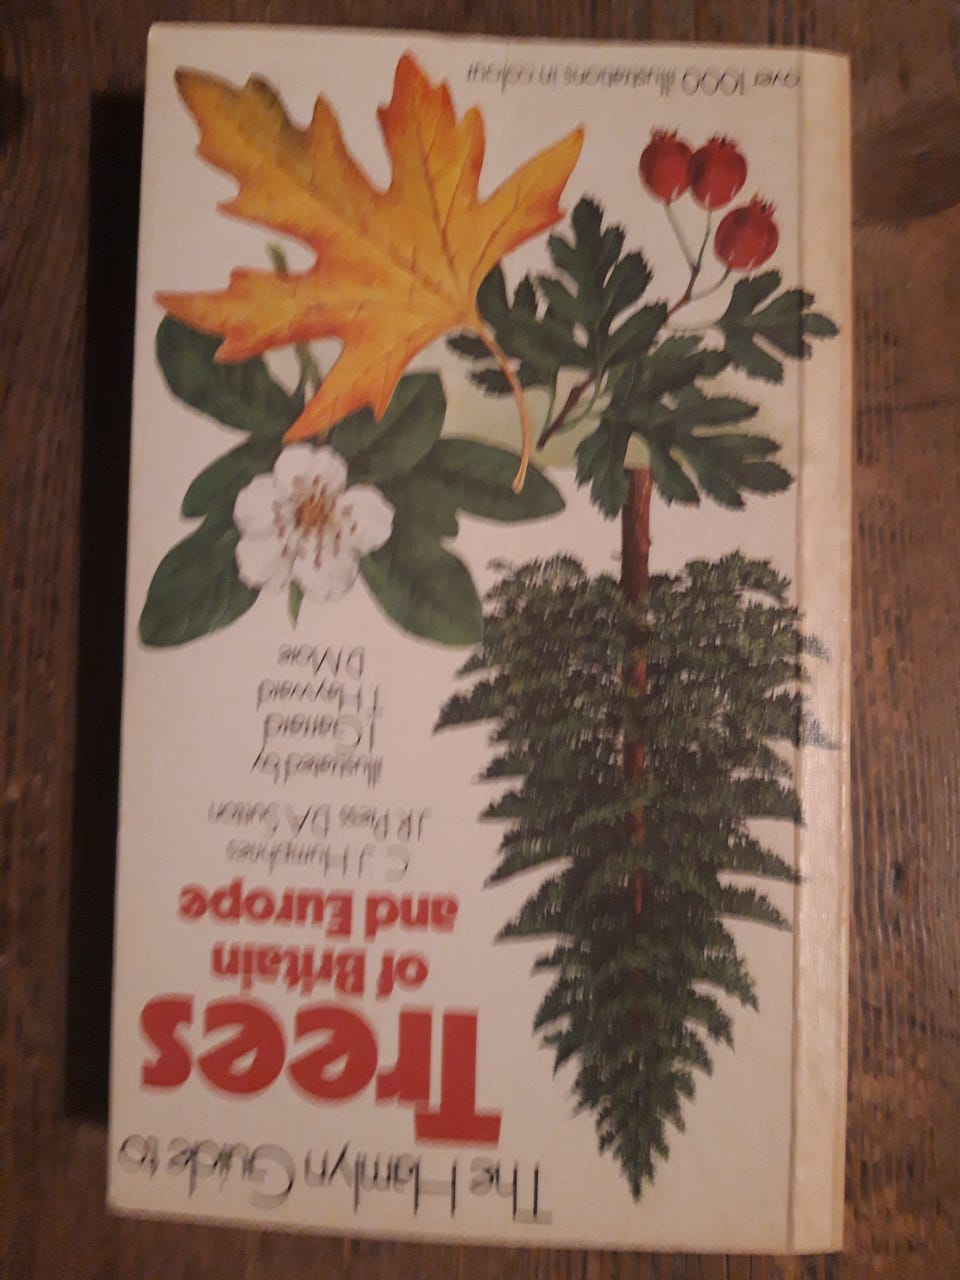 The Hamlyn Guide to
Trees
of Britain
and Europe
C. J. Humphries
J.R. Press D.A. Sutton
illustrated by
I Garrard
T Hayward
D More
over 1000 illustrations in colour